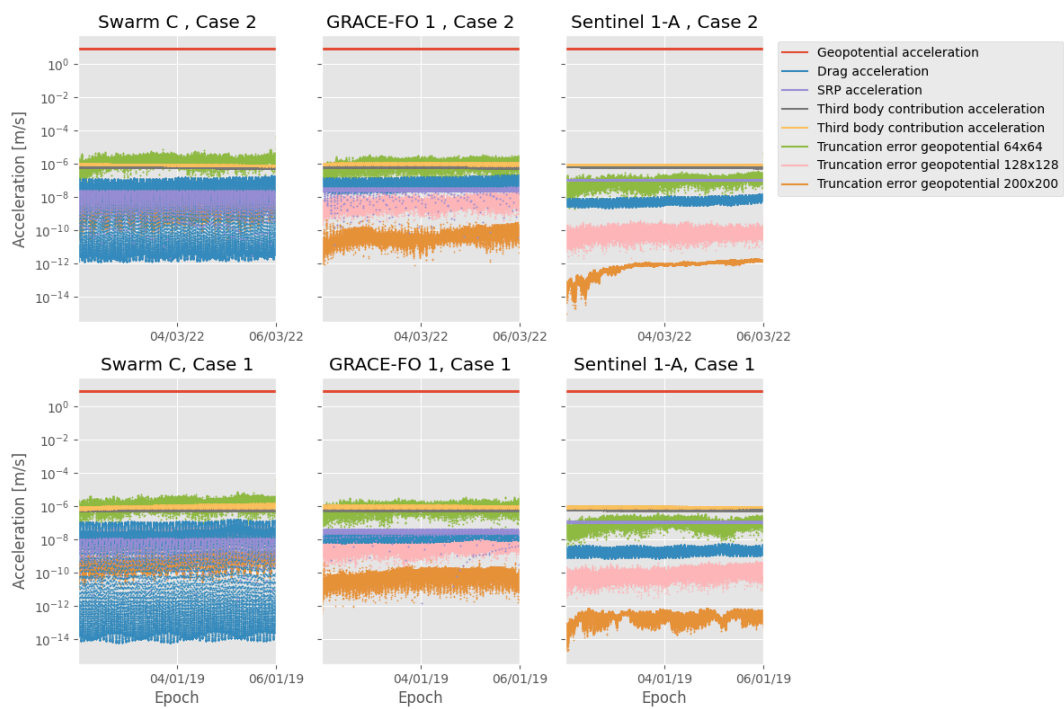 Swarm C , Case 2
GRACE-FO 1 , Case 2
Sentinel 1-A , Case 2
Geopotential acceleration
Drag acceleration
SRP acceleration
Third body contribution acceleration
Third body contribution acceleration
Truncation error geopotential 64x64
Truncation error geopotential 128x128
Truncation error geopotential 200x200
Acceleration [m/s]
10^0
10^-2
10^-4
10^-6
10^-8
10^-10
10^-12
10^-14
04/03/22
06/03/22
04/03/22
06/03/22
04/03/22
06/03/22
Swarm C, Case 1
GRACE-FO 1, Case 1
Sentinel 1-A, Case 1
Acceleration [m/s]
10^0
10^-2
10^-4
10^-6
10^-8
10^-10
10^-12
10^-14
04/01/19
06/01/19
04/01/19
06/01/19
04/01/19
06/01/19
Epoch
Epoch
Epoch